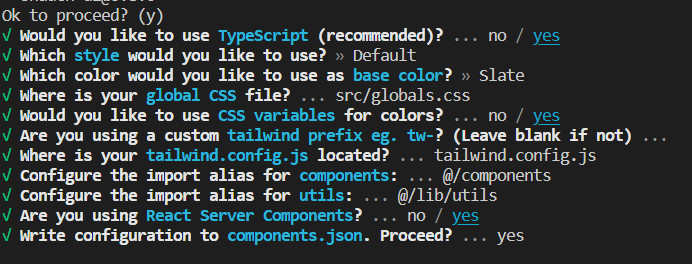 Ok to proceed? (y)
√ Would you like to use TypeScript (recommended)? ... no / yes
√ Which style would you like to use? » Default
√ Which color would you like to use as base color? » Slate
√ Where is your global CSS file? ... src/globals.css
√ Would you like to use CSS variables for colors? ... no / yes
√ Are you using a custom tailwind prefix eg. tw-? (Leave blank if not) ...
√ Where is your tailwind.config.js located? ... tailwind.config.js
√ Configure the import alias for components: ... @/components
√ Configure the import alias for utils: ... @/lib/utils
√ Are you using React Server Components? ... no / yes
√ Write configuration to components.json. Proceed? ... yes